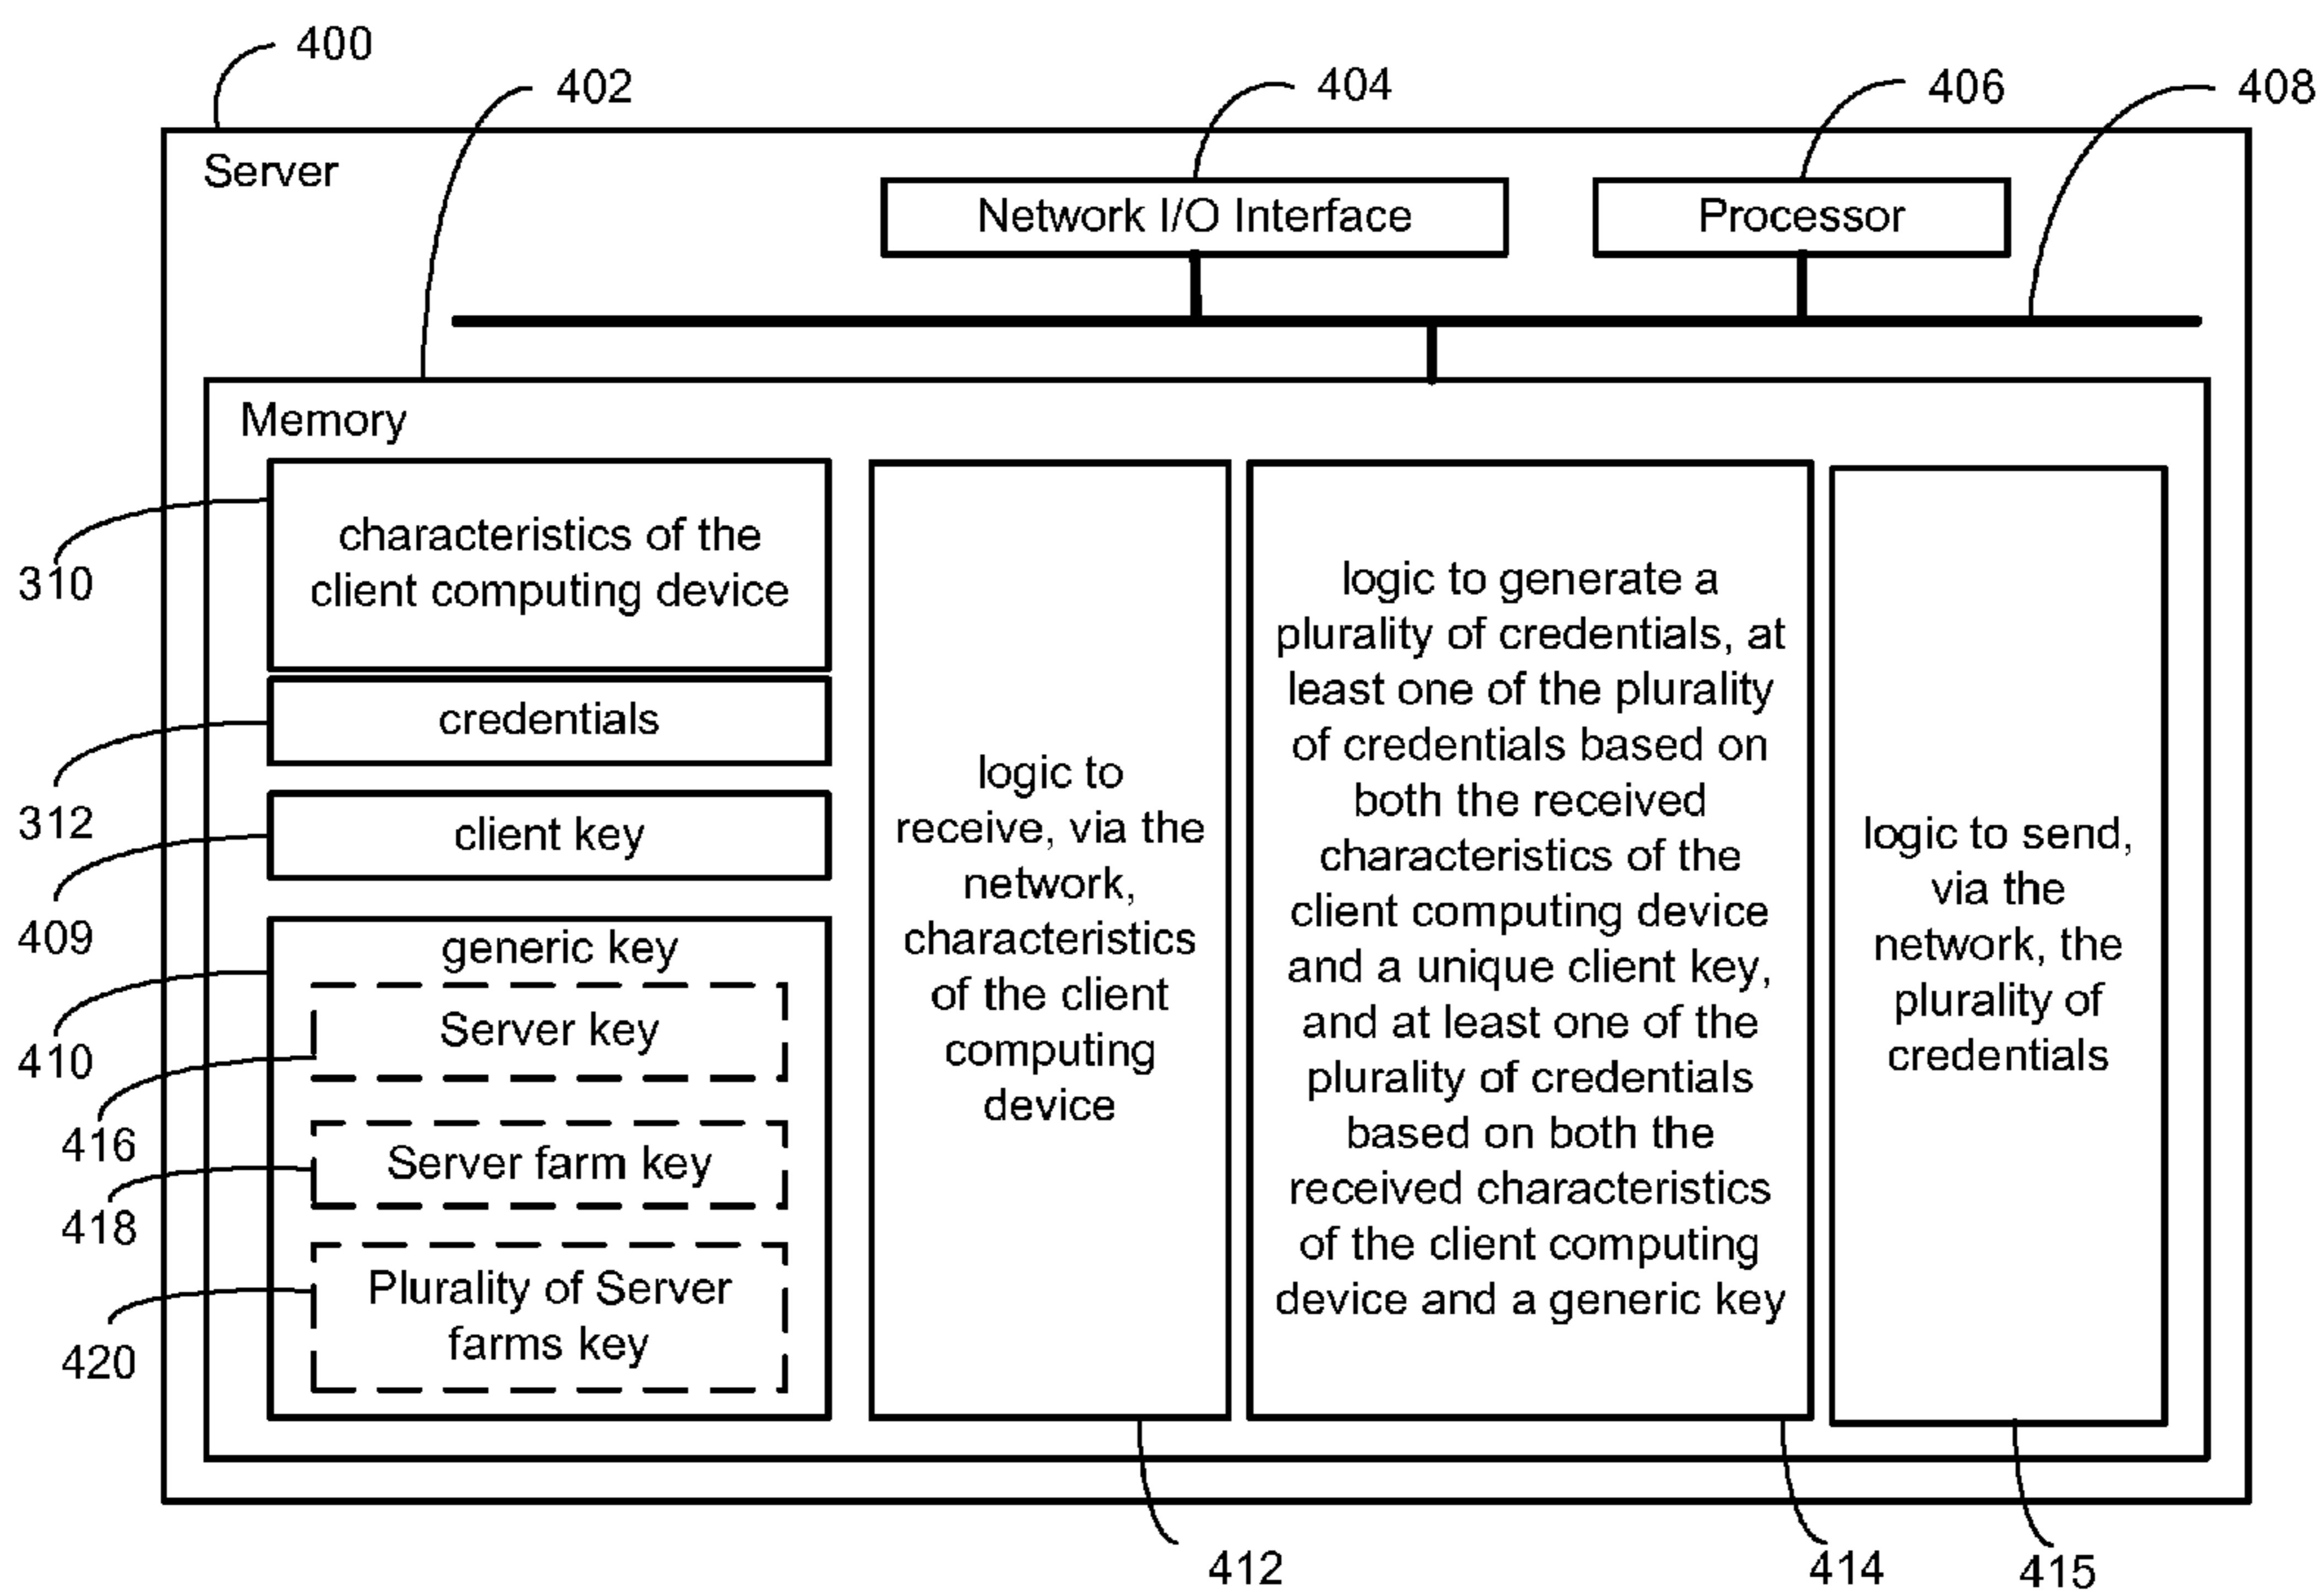 400
402
404
406
408
Server
Network I/O Interface
Processor
Memory
characteristics of the
client computing device
310
credentials
312
client key
409
generic key
410
Server key
416
Server farm key
418
Plurality of Server
farms key
420
logic to
receive, via the
network,
characteristics
of the client
computing
device
412
logic to generate a
plurality of credentials, at
least one of the plurality
of credentials based on
both the received
characteristics of the
client computing device
and a unique client key,
and at least one of the
plurality of credentials
based on both the
received characteristics
of the client computing
device and a generic key
414
logic to send,
via the
network, the
plurality of
credentials
415